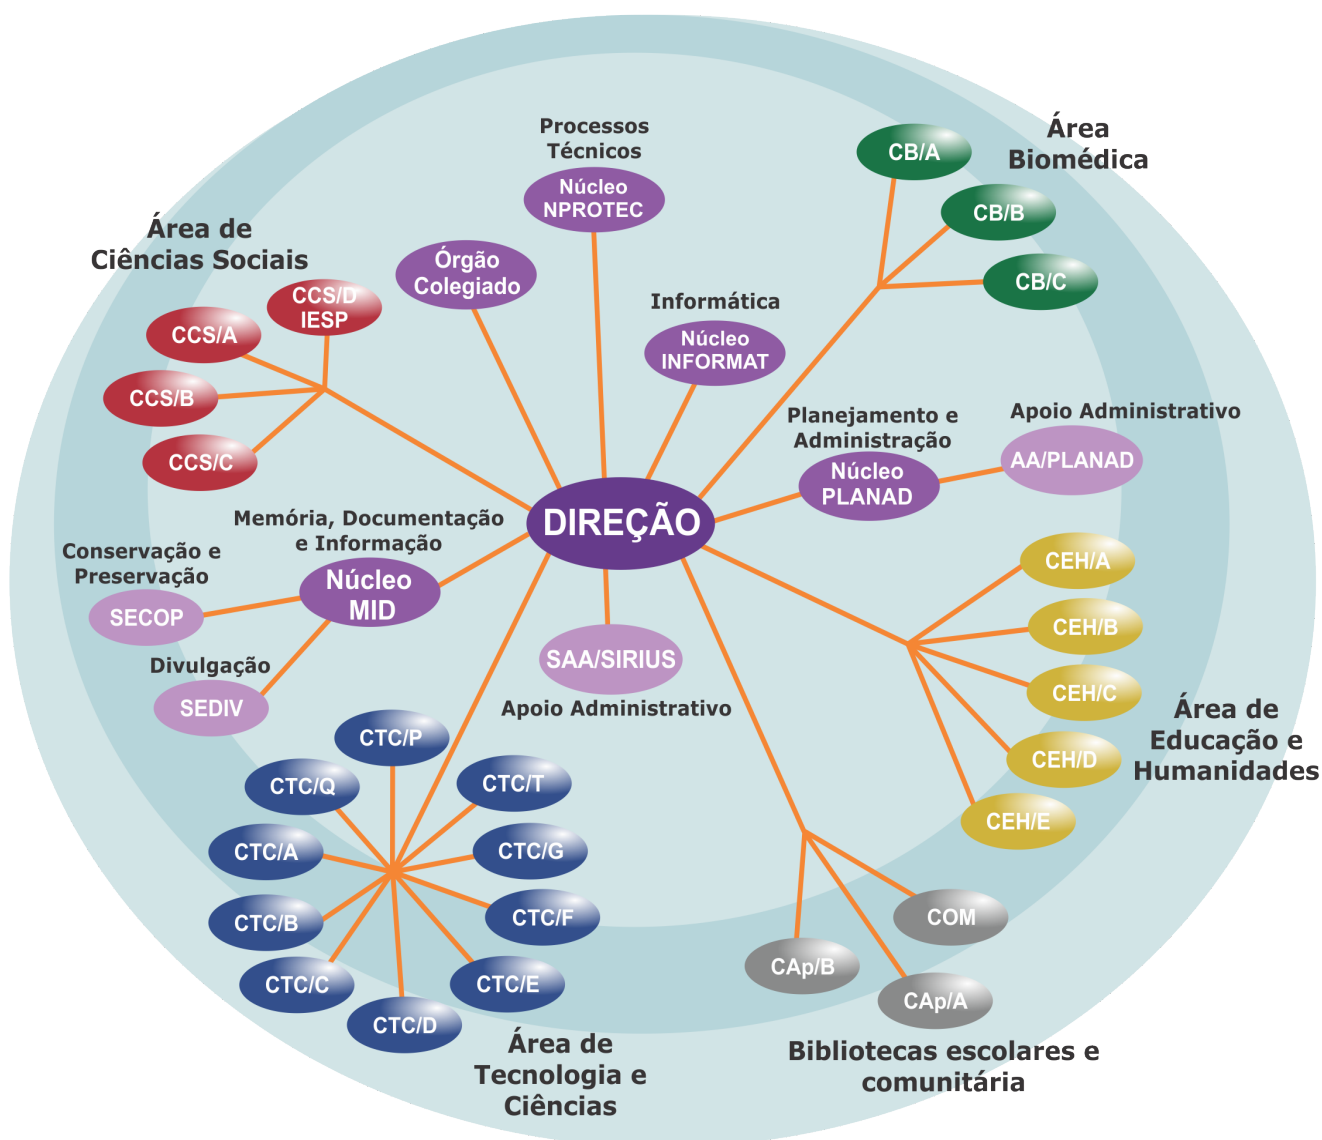 Processos
Técnicos
Núcleo
NPROTEC
Órgão
Colegiado
Informática
Núcleo
INFORMAT
Área
Biomédica
CB/A
CB/B
CB/C
Área de
Ciências Sociais
CCS/D
IESP
CCS/A
CCS/B
CCS/C
Planejamento e
Administração
Núcleo
PLANAD
Apoio Administrativo
AA/PLANAD
DIREÇÃO
Memória, Documentação
e Informação
Núcleo
MID
Conservação e
Preservação
SECOP
Divulgação
SEDIV
SAA/SIRIUS
Apoio Administrativo
CEH/A
CEH/B
CEH/C
CEH/D
CEH/E
Área de
Educação e
Humanidades
CTC/P
CTC/Q
CTC/T
CTC/A
CTC/G
CTC/B
CTC/F
CTC/C
CTC/E
CTC/D
Área de
Tecnologia e
Ciências
COM
CAp/B
CAp/A
Bibliotecas escolares e
comunitária